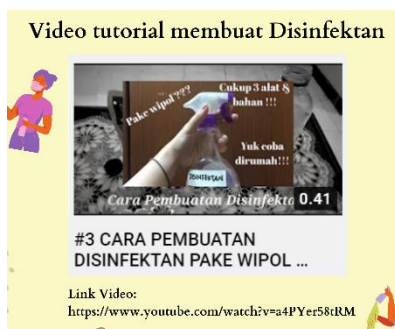 Video tutorial membuat Disinfektan
Pake wipol???
Cukup 3 alat &
bahan !!!
Yuk coba
dirumah!!!
DISINFEKTAN
Cara Pembuatan Disinfekta
0.41
#3 CARA PEMBUATAN
DISINFEKTAN PAKE WIPOL ...
Link Video:
https://www.youtube.com/watch?v=a4PYer58tRM